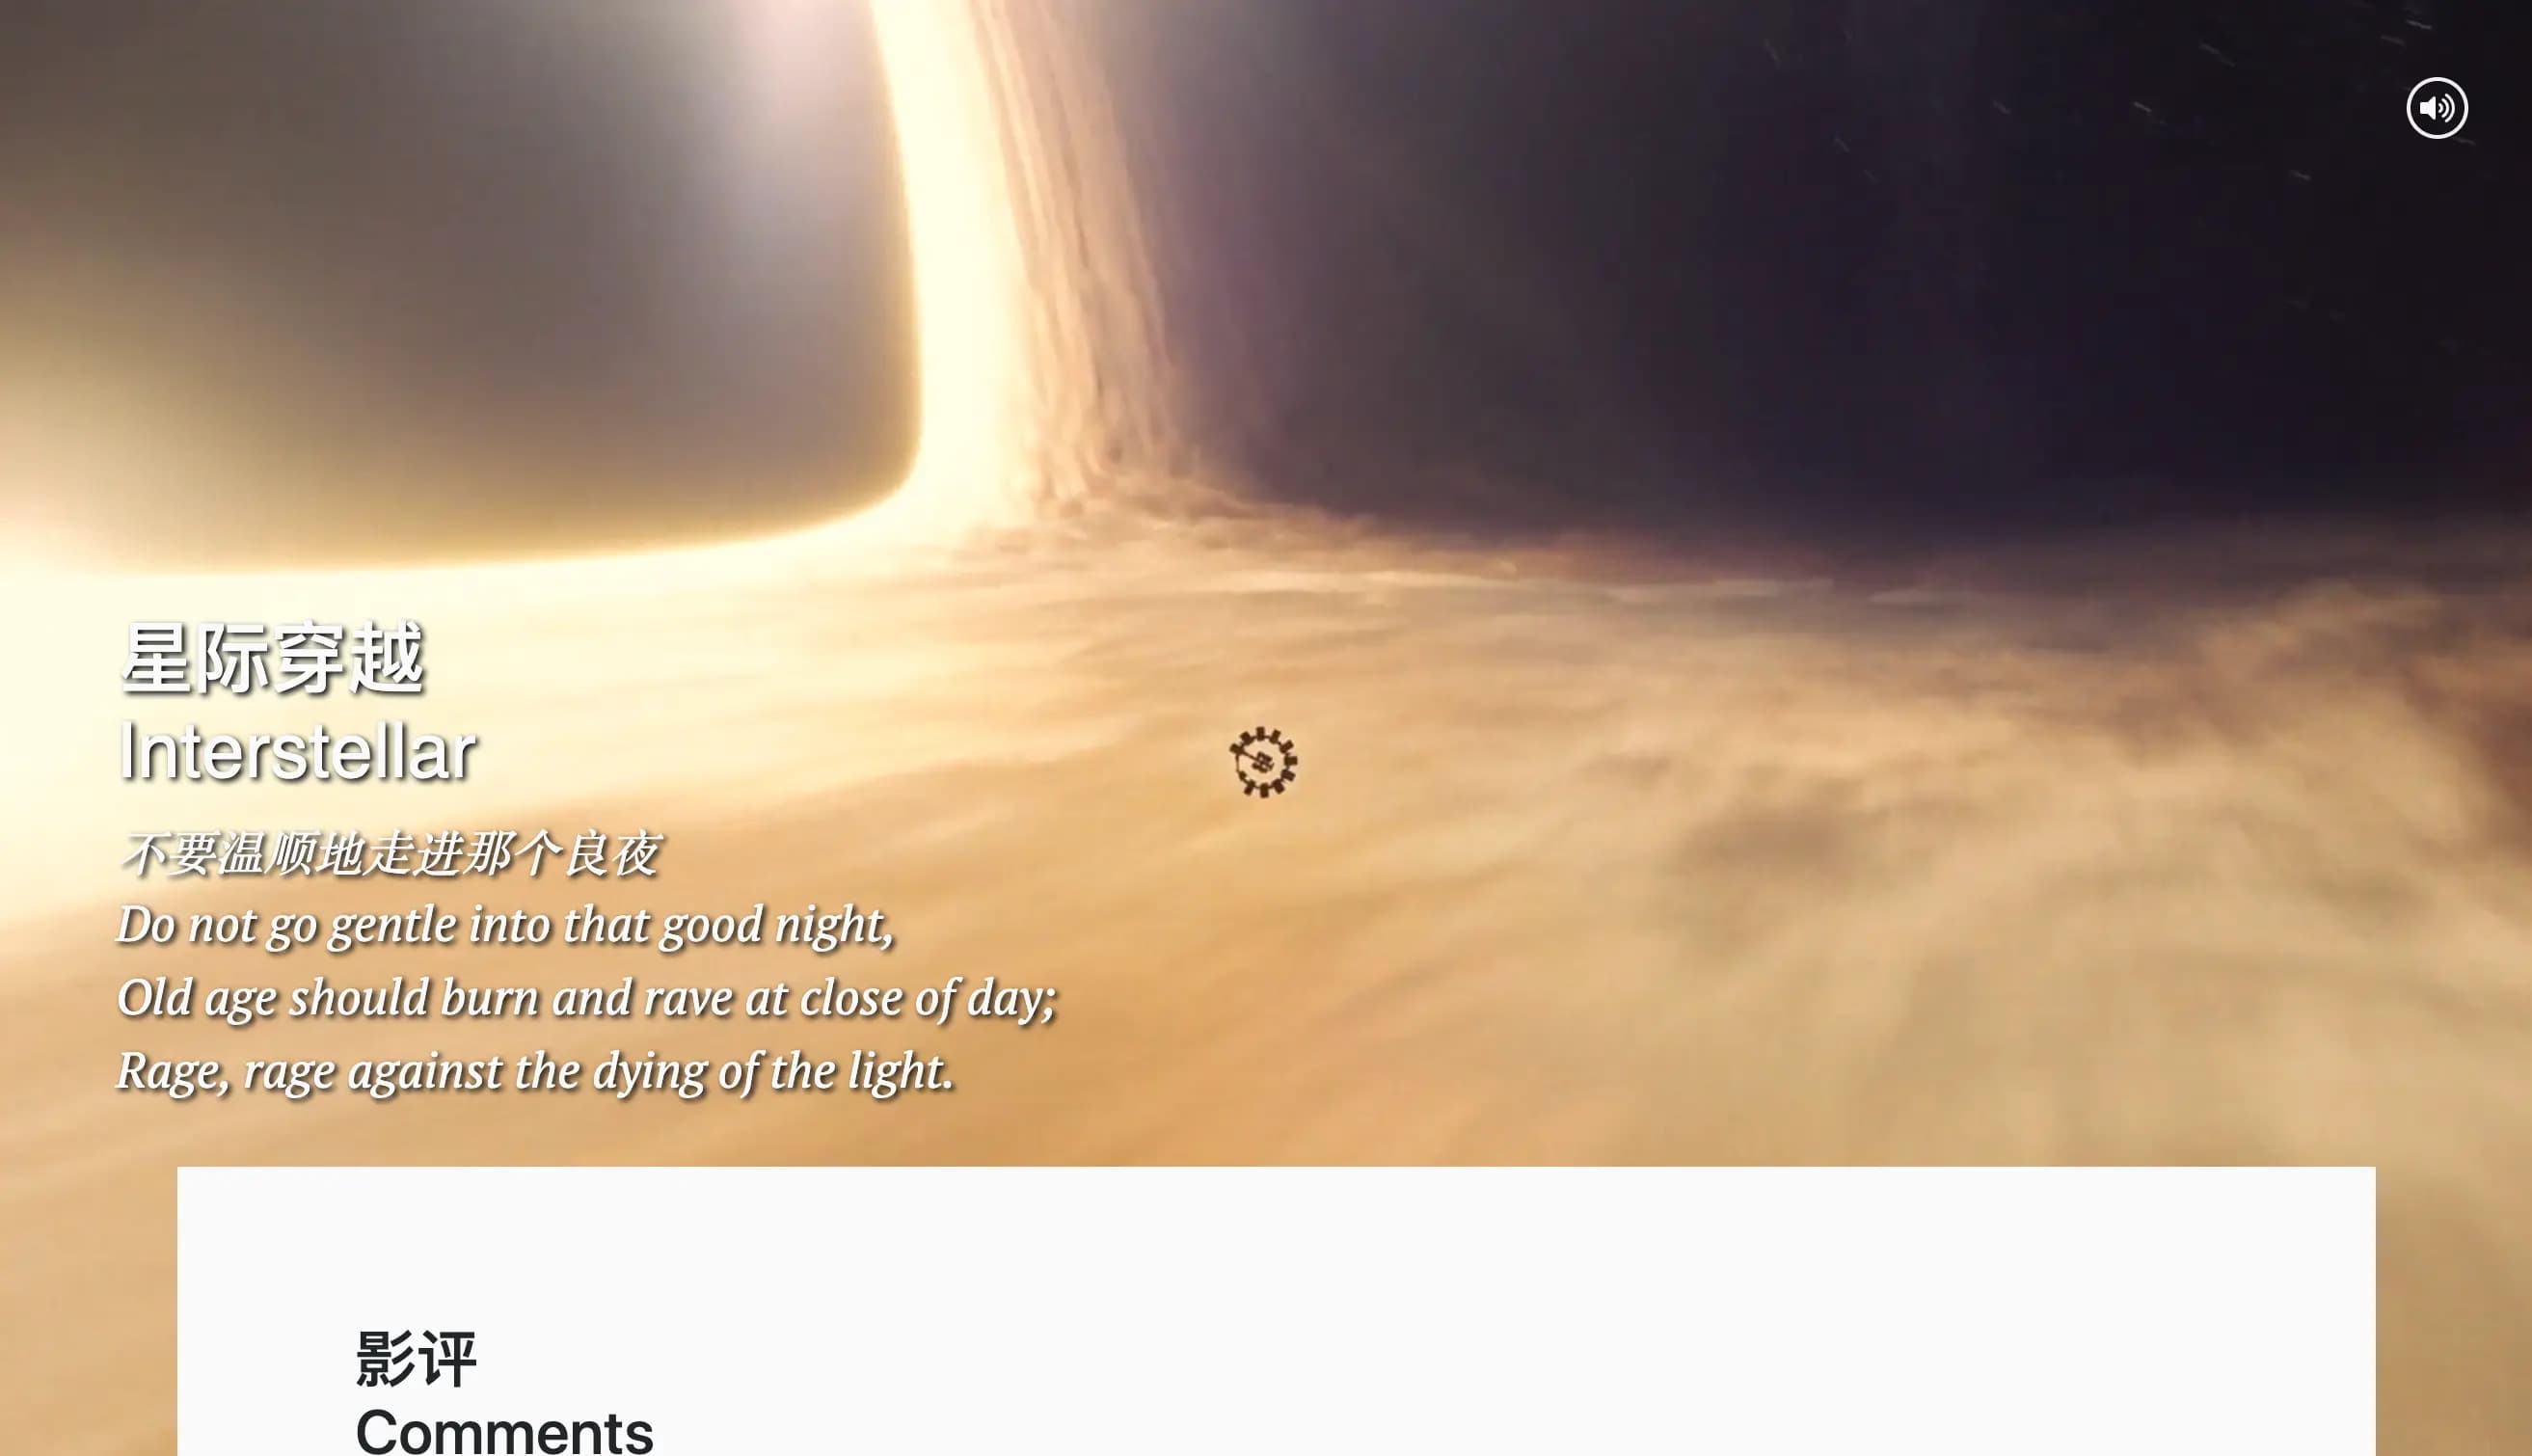 星际穿越
Interstellar
不要温顺地走进那个良夜
Do not go gentle into that good night,
Old age should burn and rave at close of day;
Rage, rage against the dying of the light.
影评
Comments